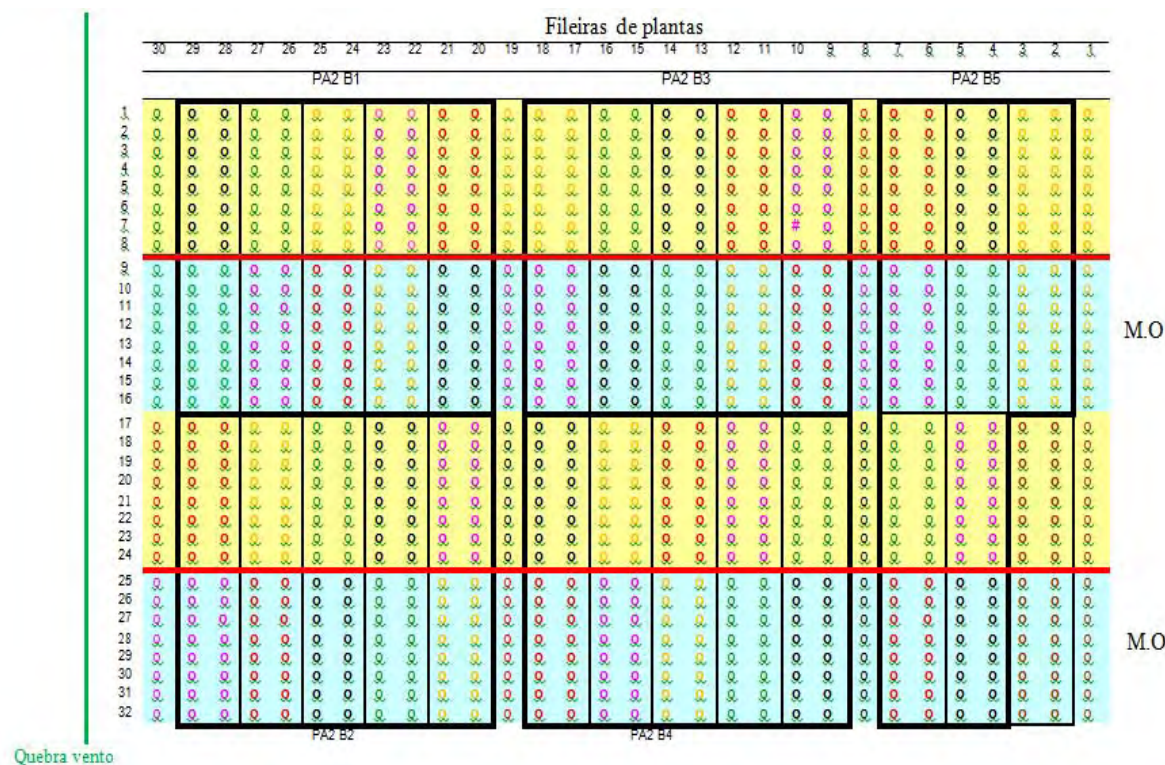 Fileiras de plantas
30 29 28 27 26 25 24 23 22 21 20 19 18 17 16 15 14 13 12 11 10 9 8 7 6 5 4 3 2 1
PA2 B1 PA2 B3 PA2 B5
1 O O O O O O O O O O O O O O O O O O O O O O O O O O O O O O
2 O O O O O O O O O O O O O O O O O O O O O O O O O O O O O O
3 O O O O O O O O O O O O O O O O O O O O O O O O O O O O O O
4 O O O O O O O O O O O O O O O O O O O O O O O O O O O O O O
5 O O O O O O O O O O O O O O O O O O O O O O O O O O O O O O
6 O O O O O O O O O O O O O O O O O O O O O O O O O O O O O O
7 O O O O O O O O O O O O O O O O O O O O # O O O O O O O O O
8 O O O O O O O O O O O O O O O O O O O O O O O O O O O O O O
9 O O O O O O O O O O O O O O O O O O O O O O O O O O O O O O
10 O O O O O O O O O O O O O O O O O O O O O O O O O O O O O O
11 O O O O O O O O O O O O O O O O O O O O O O O O O O O O O O
12 O O O O O O O O O O O O O O O O O O O O O O O O O O O O O O
M.O
13 O O O O O O O O O O O O O O O O O O O O O O O O O O O O O O
14 O O O O O O O O O O O O O O O O O O O O O O O O O O O O O O
15 O O O O O O O O O O O O O O O O O O O O O O O O O O O O O O
16 O O O O O O O O O O O O O O O O O O O O O O O O O O O O O O
17 O O O O O O O O O O O O O O O O O O O O O O O O O O O O O O
18 O O O O O O O O O O O O O O O O O O O O O O O O O O O O O O
19 O O O O O O O O O O O O O O O O O O O O O O O O O O O O O O
20 O O O O O O O O O O O O O O O O O O O O O O O O O O O O O O
21 O O O O O O O O O O O O O O O O O O O O O O O O O O O O O O
22 O O O O O O O O O O O O O O O O O O O O O O O O O O O O O O
23 O O O O O O O O O O O O O O O O O O O O O O O O O O O O O O
24 O O O O O O O O O O O O O O O O O O O O O O O O O O O O O O
25 O O O O O O O O O O O O O O O O O O O O O O O O O O O O O O
26 O O O O O O O O O O O O O O O O O O O O O O O O O O O O O O
27 O O O O O O O O O O O O O O O O O O O O O O O O O O O O O O
28 O O O O O O O O O O O O O O O O O O O O O O O O O O O O O O
M.O
29 O O O O O O O O O O O O O O O O O O O O O O O O O O O O O O
30 O O O O O O O O O O O O O O O O O O O O O O O O O O O O O O
31 O O O O O O O O O O O O O O O O O O O O O O O O O O O O O O
32 O O O O O O O O O O O O O O O O O O O O O O O O O O O O O O
PA2 B2 PA2 B4
Quebra vento